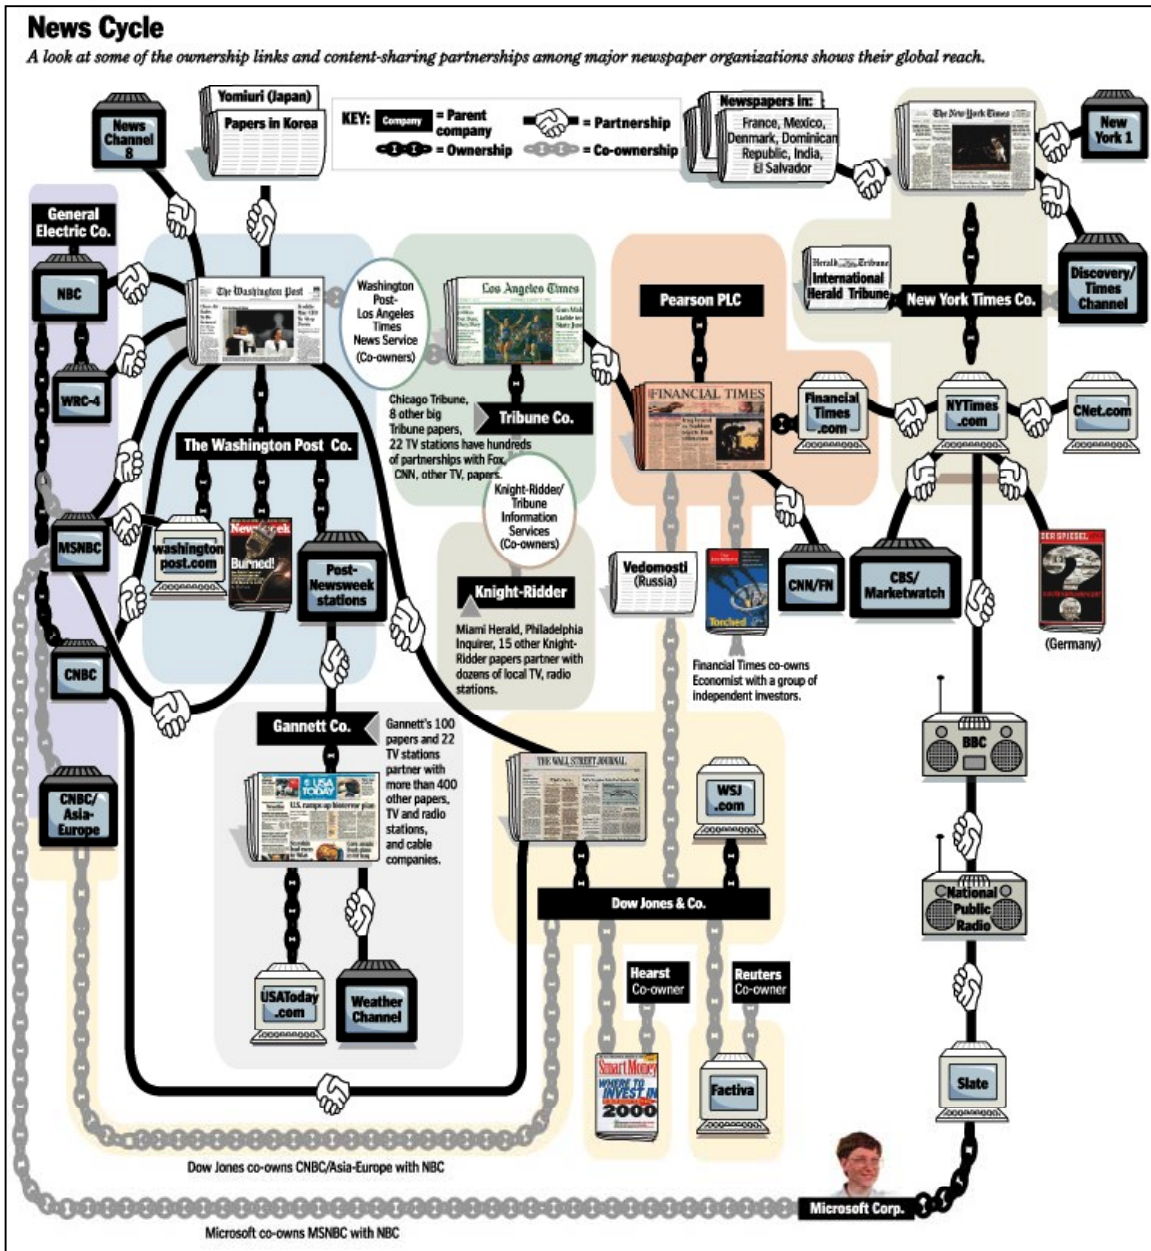 News Cycle
A look at some of the ownership links and content-sharing partnerships among major newspaper organizations shows their global reach.
News
Channel
8
Yomiuri (Japan)
Papers in Korea
KEY:
Company
= Parent
company
= Partnership
= Ownership
= Co-ownership
Newspapers in:
France, Mexico,
Denmark, Dominican
Republic, India,
El Salvador
The New York Times
New
York 1
General
Electric Co.
NBC
WRC-4
The Washington Post
Washington
Post-
Los Angeles
Times
News Service
(Co-owners)
Los Angeles Times
Pearson PLC
Herald Tribune
International
Herald Tribune
New York Times Co.
Discovery/
Times
Channel
Chicago Tribune,
8 other big
Tribune papers,
22 TV stations have hundreds
of partnerships with Fox,
CNN, other TV, papers.
Tribune Co.
FINANCIAL TIMES
Financial
Times
.com
NYTimes
.com
CNet.com
The Washington Post Co.
Knight-Ridder/
Tribune
Information
Services
(Co-owners)
MSNBC
washington
post.com
Newsweek
Burned!
Post-
Newsweek
stations
Knight-Ridder
Miami Herald, Philadelphia
Inquirer, 15 other Knight-
Ridder papers partner with
dozens of local TV, radio
stations.
Vedomosti
(Russia)
Torched
CNN/FN
CBS/
Marketwatch
DER SPIEGEL
(Germany)
Financial Times co-owns
Economist with a group of
independent investors.
CNBC
Gannett Co.
Gannett's 100
papers and 22
TV stations
partner with
more than 400
other papers,
TV and radio
stations,
and cable
companies.
USA
TODAY
U.S. ramps up bioterror plan
THE WALL STREET JOURNAL
WSJ
.com
BBC
CNBC/
Asia-
Europe
Dow Jones & Co.
National
Public
Radio
USAToday
.com
Weather
Channel
Hearst
Co-owner
Reuters
Co-owner
SmartMoney
WHERE TO
INVEST IN
2000
Factiva
Slate
Dow Jones co-owns CNBC/Asia-Europe with NBC
Microsoft Corp.
Microsoft co-owns MSNBC with NBC